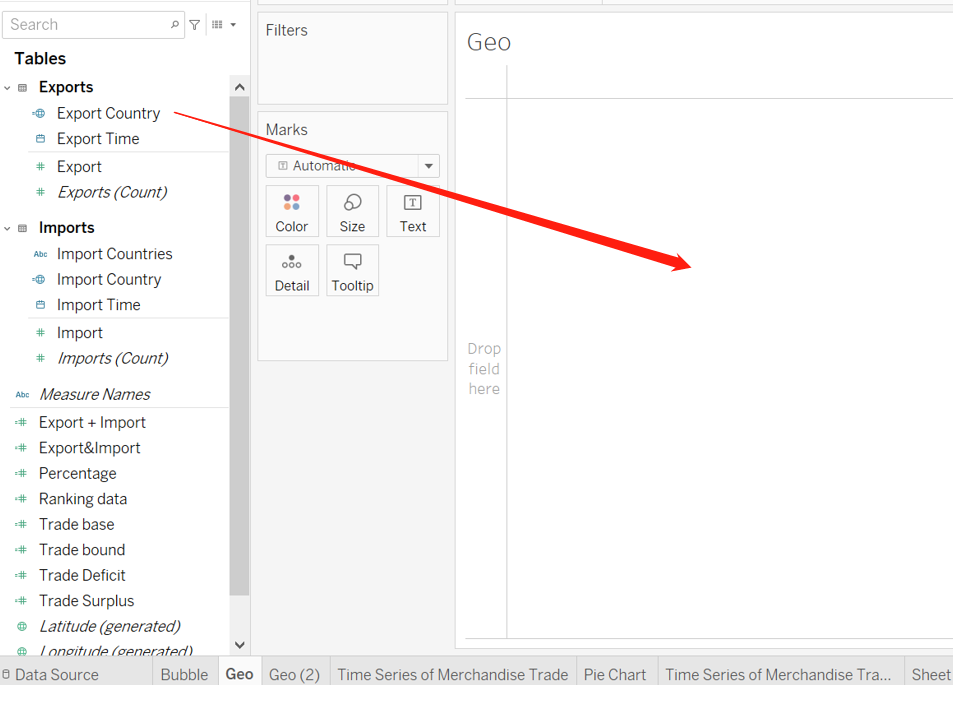 Search
Tables
Exports
Export Country
Export Time
Export
Exports (Count)
Imports
Abc Import Countries
Import Country
Import Time
Import
Imports (Count)
Abc Measure Names
Export + Import
Export&Import
Percentage
Ranking data
Trade base
Trade bound
Trade Deficit
Trade Surplus
Latitude (generated)
Longitude (generated)
Filters
Marks
T Automatic
Color
Size
T
Text
Detail
Tooltip
Geo
Drop
field
here
Data Source Bubble Geo Geo (2) Time Series of Merchandise Trade Pie Chart Time Series of Merchandise Tra... Sheet